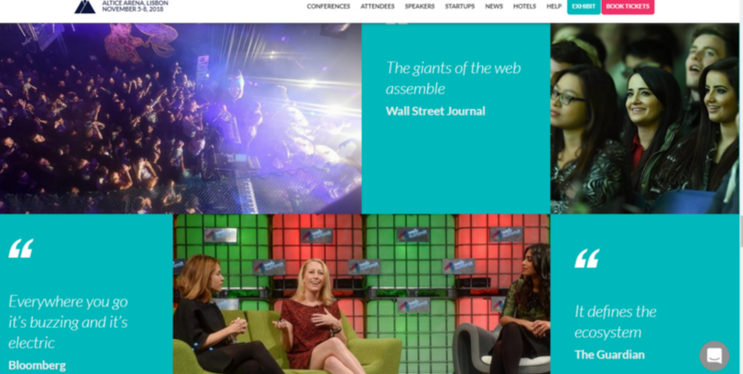 ALTICE ARENA, LISBON
NOVEMBER 5-8, 2018
CONFERENCES ATTENDEES SPEAKERS STARTUPS NEWS HOTELS HELP EXHIBIT BOOK TICKETS
The giants of the web
assemble
Wall Street Journal
“
Everywhere you go
it's buzzing and it's
electric
Bloomberg
“
It defines the
ecosystem
The Guardian